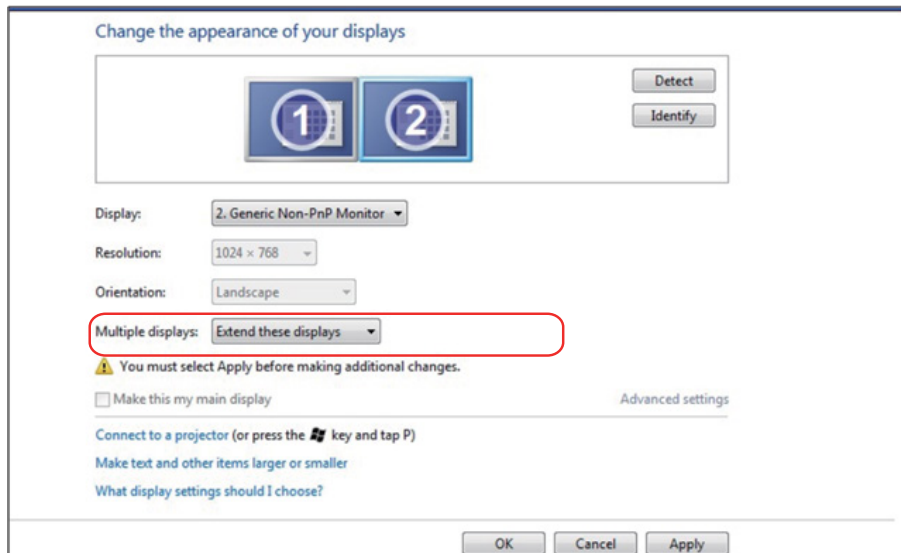 Change the appearance of your displays
1 2
Detect
Identify
Display: 2. Generic Non-PnP Monitor
Resolution: 1024 × 768
Orientation: Landscape
Multiple displays: Extend these displays
You must select Apply before making additional changes.
Make this my main display Advanced settings
Connect to a projector (or press the key and tap P)
Make text and other items larger or smaller
What display settings should I choose?
OK Cancel Apply